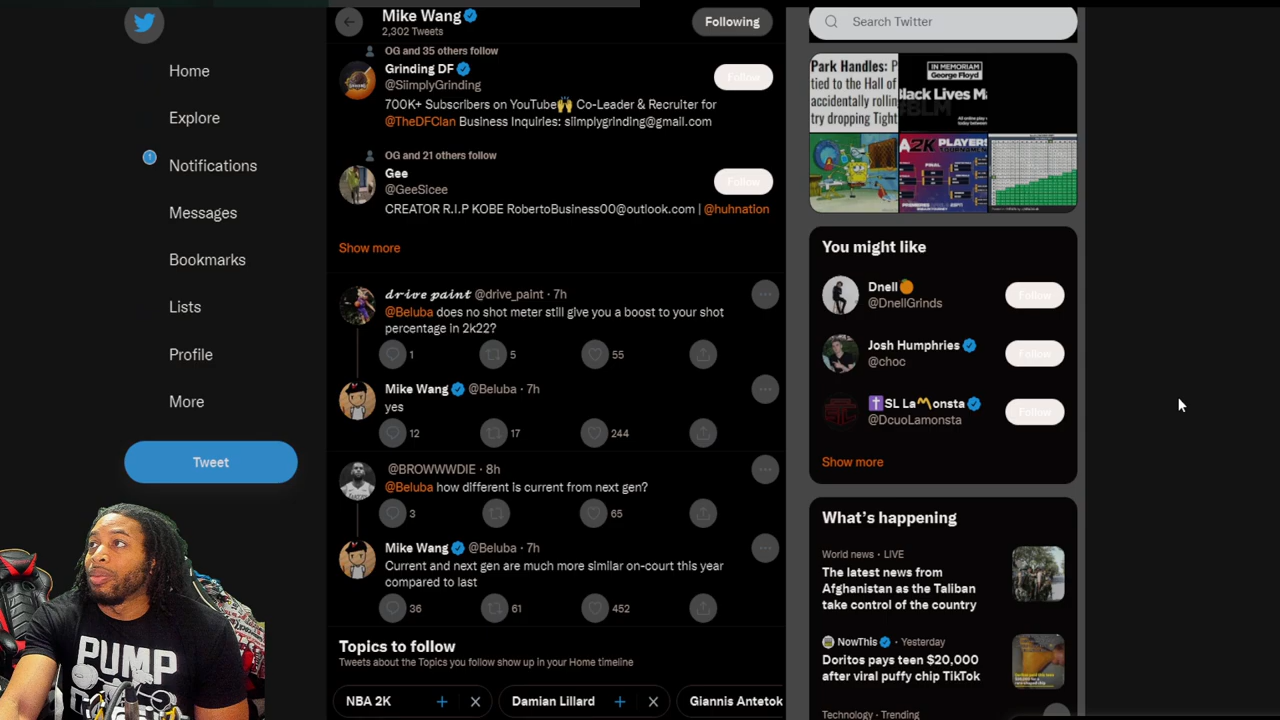 Home
Explore
Notifications
Messages
Bookmarks
Lists
Profile
More
Tweet
PUMP
Mike Wang
2,302 Tweets
Following
OG and 35 others follow
Grinding DF
@SiimplyGrinding
Follow
700K+ Subscribers on YouTube🙌 Co-Leader & Recruiter for
@TheDFClan Business Inquiries: siimplygrinding@gmail.com
OG and 21 others follow
Gee
@GeeSicee
Follow
CREATOR R.I.P KOBE RobertoBusiness00@outlook.com | @huhnation
Show more
𝓭𝓻𝓲𝓿𝓮 𝓹𝓪𝓲𝓷𝓽 @drive_paint · 7h
@Beluba does no shot meter still give you a boost to your shot
percentage in 2k22?
1 5 55
Mike Wang @Beluba · 7h
yes
12 17 244
@BROWWWDIE · 8h
@Beluba how different is current from next gen?
3 65
Mike Wang @Beluba · 7h
Current and next gen are much more similar on-court this year
compared to last
36 61 452
Topics to follow
Tweets about the Topics you follow show up in your Home timeline
NBA 2K
Damian Lillard
Giannis Antetok
Search Twitter
Park Handles: P
tied to the Hall of
accidentally rollin
try dropping Tight
IN MEMORIAM
George Floyd
Black Lives M
#BLM
All online play
A2K PLAYERS
TOURNAMENT
FINAL
You might like
Dnell🍊
@DnellGrinds
Follow
Josh Humphries
@choc
Follow
✝️SL La〽️onsta
@DcuoLamonsta
Follow
Show more
What's happening
World news · LIVE
The latest news from
Afghanistan as the Taliban
take control of the country
NowThis · Yesterday
Doritos pays teen $20,000
after viral puffy chip TikTok
Technology · Trending